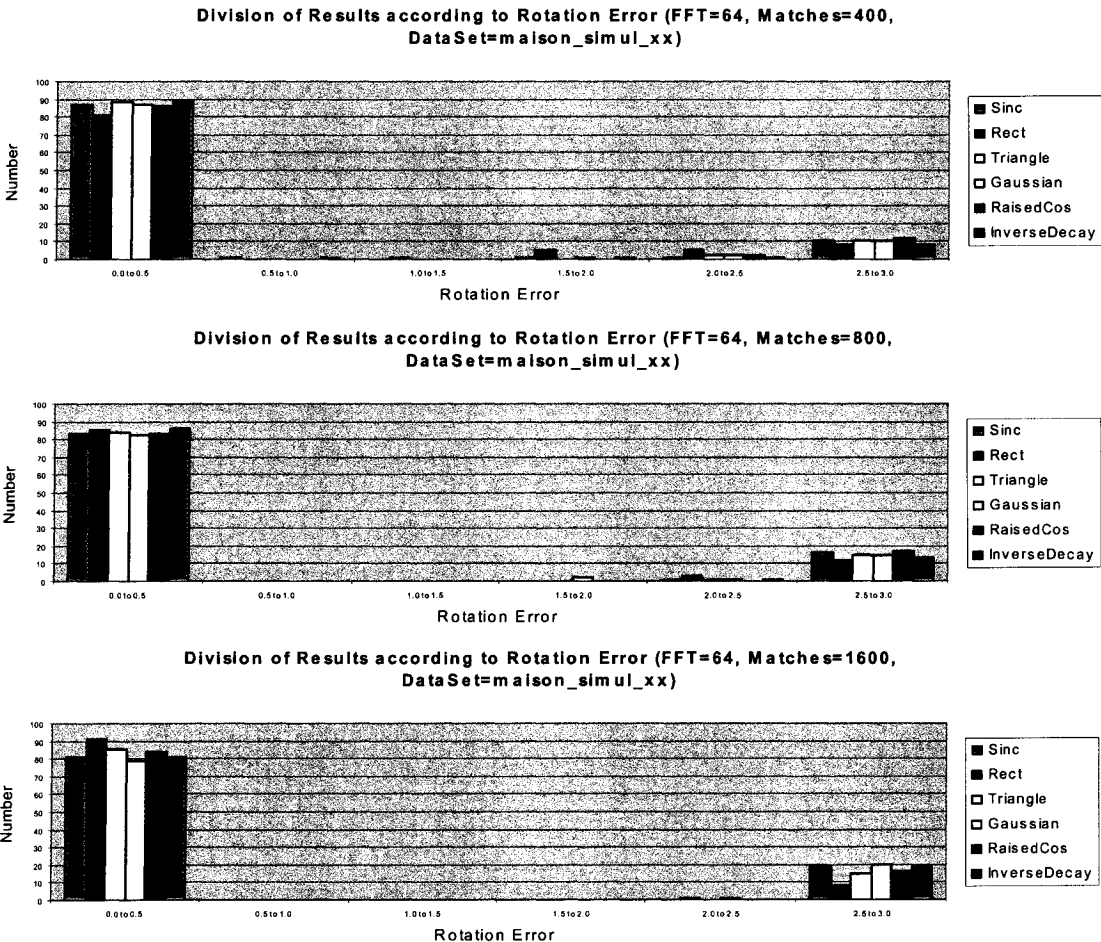 Division of Results according to Rotation Error (FFT=64, Matches=400,
DataSet=maison_simul_xx)
100
90
80
70
60
50
40
30
20
10
0
Number
0.0to0.5
0.5to1.0
1.0to1.5
1.5to2.0
2.0to2.5
2.5to3.0
Rotation Error
Sinc
Rect
Triangle
Gaussian
RaisedCos
InverseDecay
Division of Results according to Rotation Error (FFT=64, Matches=800,
DataSet=maison_simul_xx)
100
90
80
70
60
50
40
30
20
10
0
Number
0.0to0.5
0.5to1.0
1.0to1.5
1.5to2.0
2.0to2.5
2.5to3.0
Rotation Error
Sinc
Rect
Triangle
Gaussian
RaisedCos
InverseDecay
Division of Results according to Rotation Error (FFT=64, Matches=1600,
DataSet=maison_simul_xx)
100
90
80
70
60
50
40
30
20
10
0
Number
0.0to0.5
0.5to1.0
1.0to1.5
1.5to2.0
2.0to2.5
2.5to3.0
Rotation Error
Sinc
Rect
Triangle
Gaussian
RaisedCos
InverseDecay